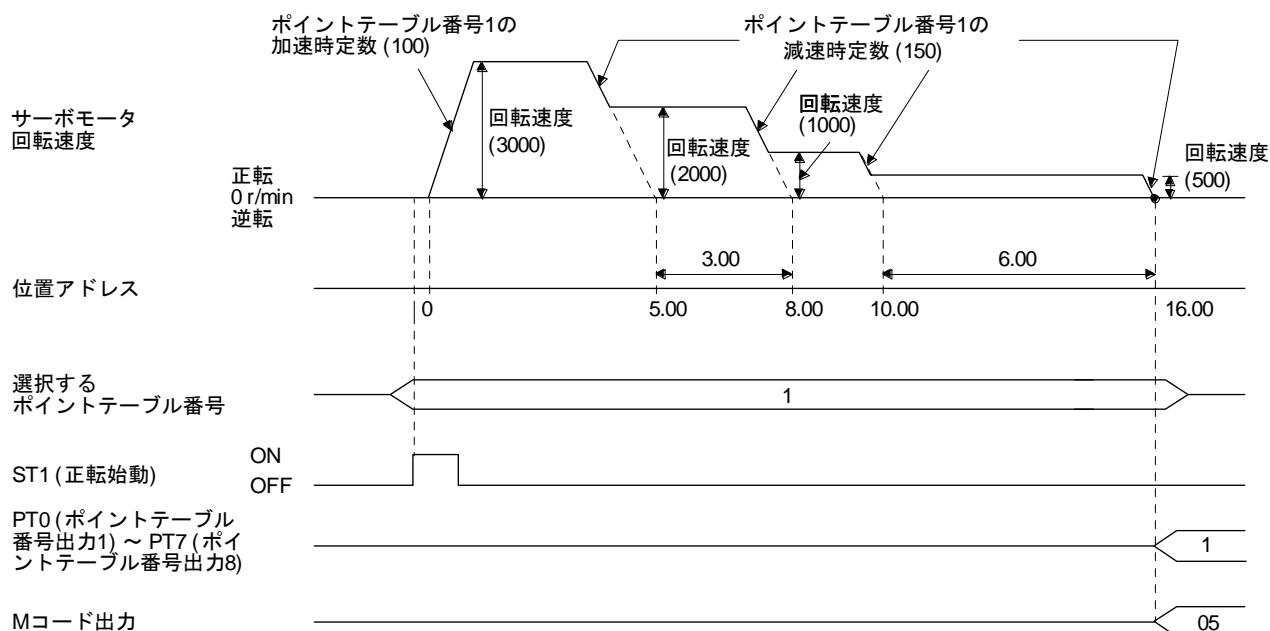 ポイントテーブル番号1の
加速時定数 (100)
ポイントテーブル番号1の
減速時定数 (150)
サーボモータ
回転速度
回転速度
(3000)
回転速度
(2000)
回転速度
(1000)
回転速度
(500)
正転
0 r/min
逆転
3.00
6.00
位置アドレス
0
5.00
8.00
10.00
16.00
選択する
ポイントテーブル番号
1
ST1 (正転始動)
ON
OFF
PT0 (ポイントテーブル
番号出力1) ～ PT7 (ポイ
ントテーブル番号出力8)
1
Mコード出力
05